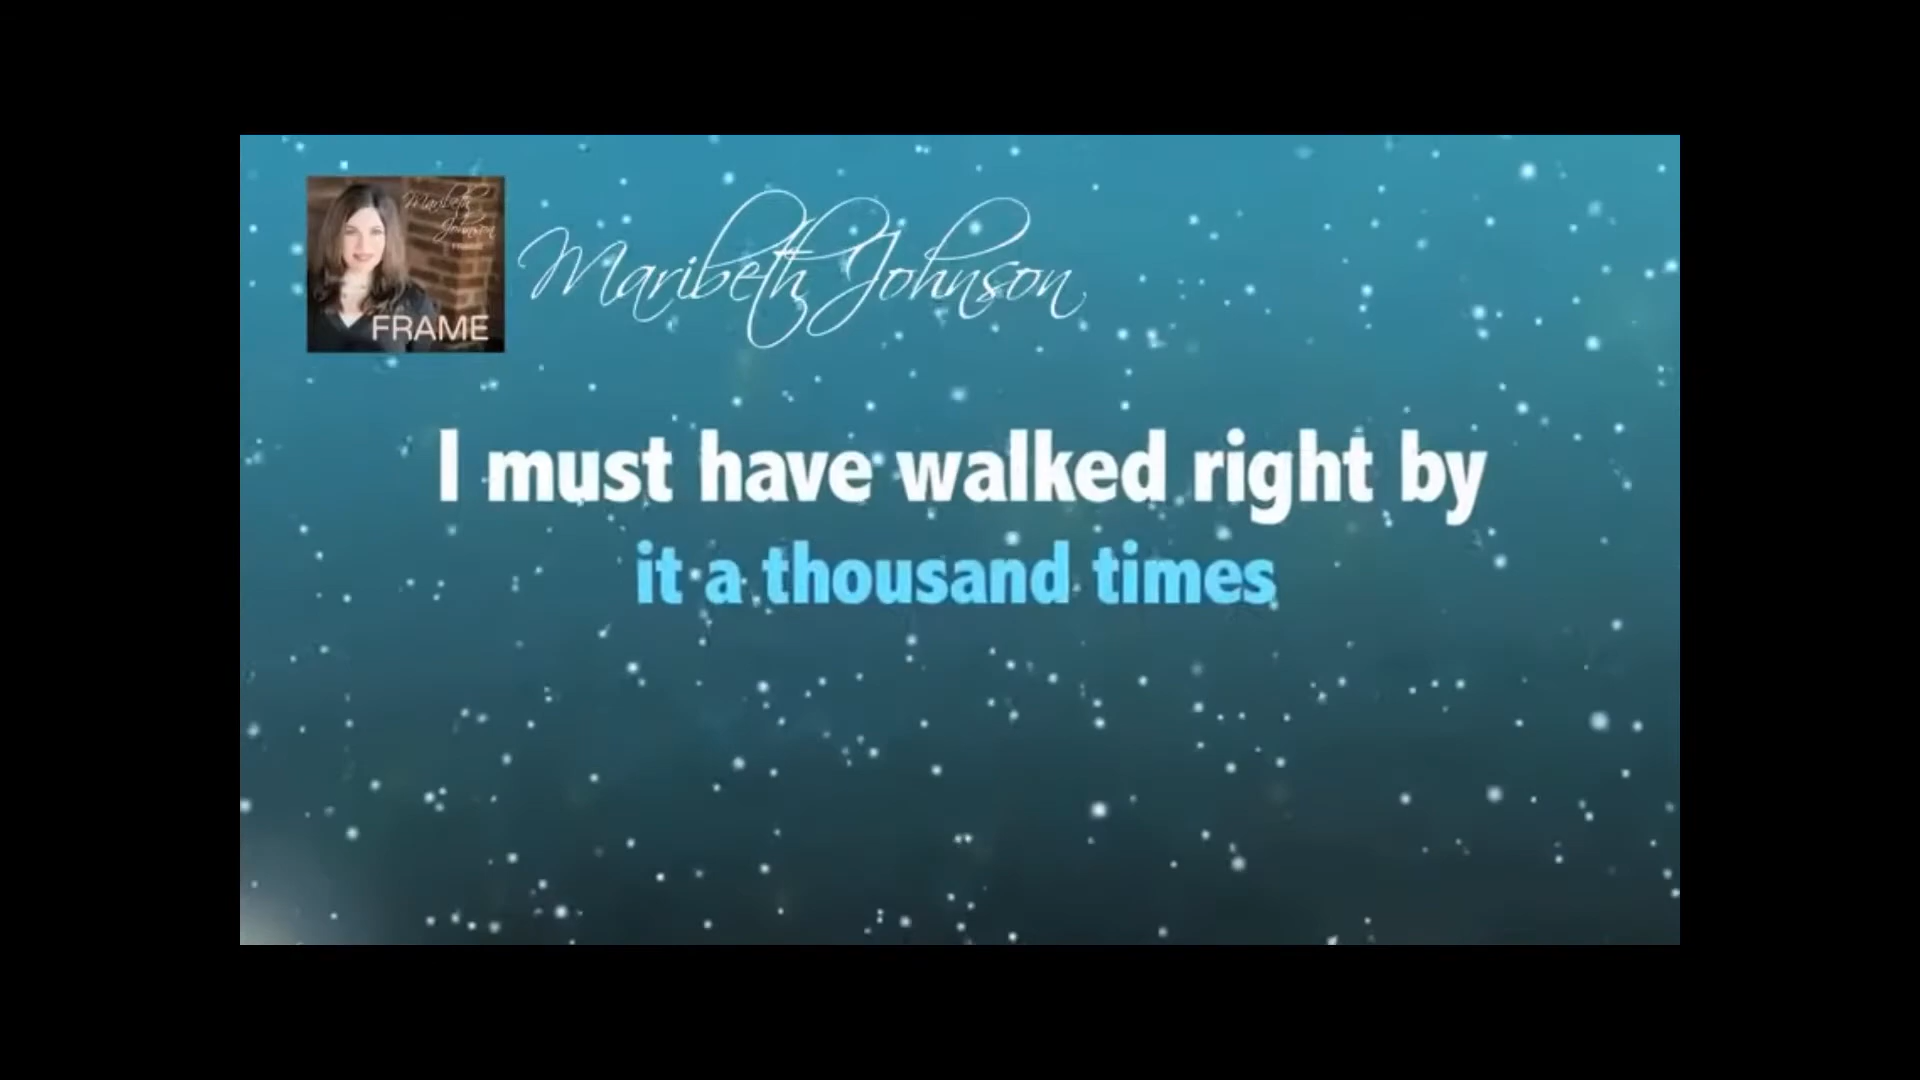 Maribeth
Johnson
FRAME
Maribeth Johnson
I must have walked right by
it a thousand times